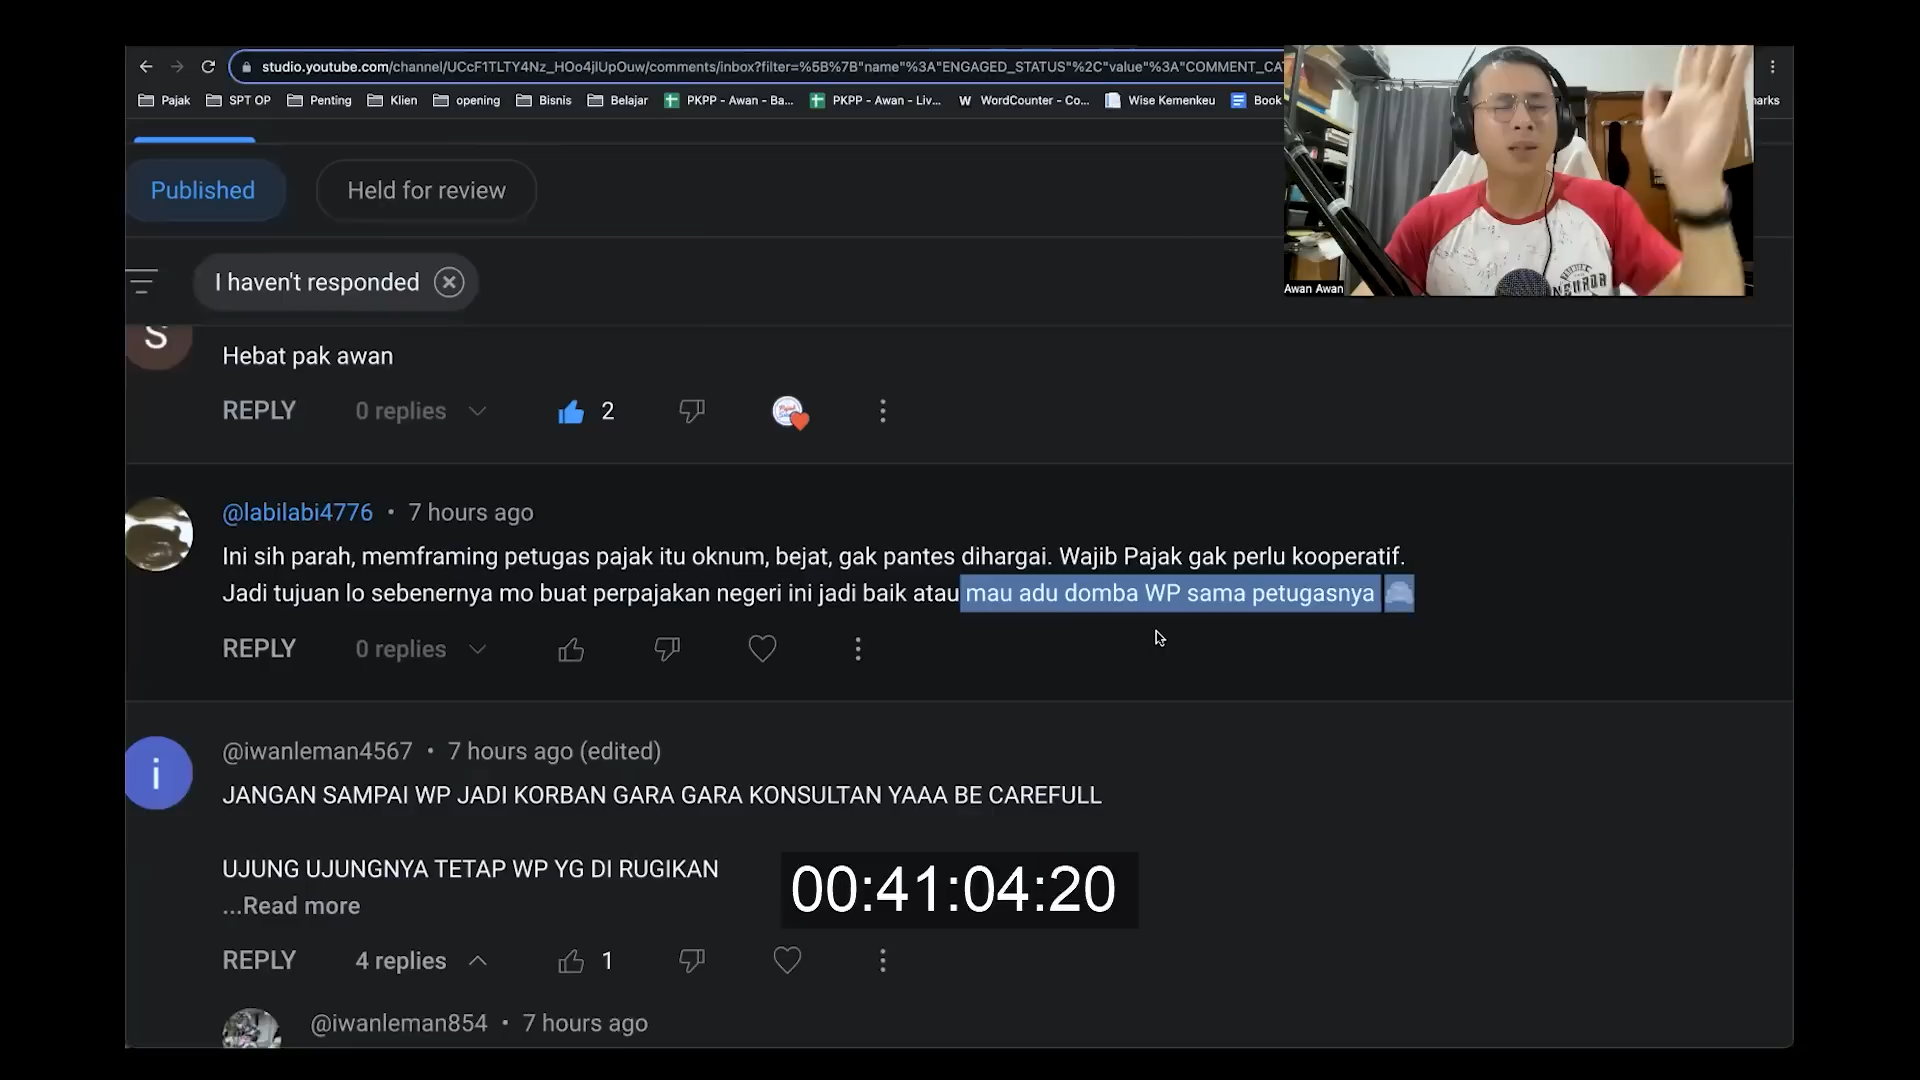 studio.youtube.com/channel/UCcF1TLTY4Nz_HOo4jlUpOuw/comments/inbox?filter=%5B%7B"name"%3A"ENGAGED_STATUS"%2C"value"%3A"COMMENT_CA
Pajak SPT OP Penting Klien opening Bisnis Belajar PKPP - Awan - Ba... PKPP - Awan - Liv... W WordCounter - Co... Wise Kemenkeu Book arks
Published Held for review
I haven't responded
Awan Awan
S
Hebat pak awan
REPLY 0 replies 2
@labilabi4776 • 7 hours ago
Ini sih parah, memframing petugas pajak itu oknum, bejat, gak pantes dihargai. Wajib Pajak gak perlu kooperatif.
Jadi tujuan lo sebenernya mo buat perpajakan negeri ini jadi baik atau mau adu domba WP sama petugasnya
REPLY 0 replies
i
@iwanleman4567 • 7 hours ago (edited)
JANGAN SAMPAI WP JADI KORBAN GARA GARA KONSULTAN YAAA BE CAREFULL
UJUNG UJUNGNYA TETAP WP YG DI RUGIKAN
...Read more
00:41:04:20
REPLY 4 replies 1
@iwanleman854 • 7 hours ago